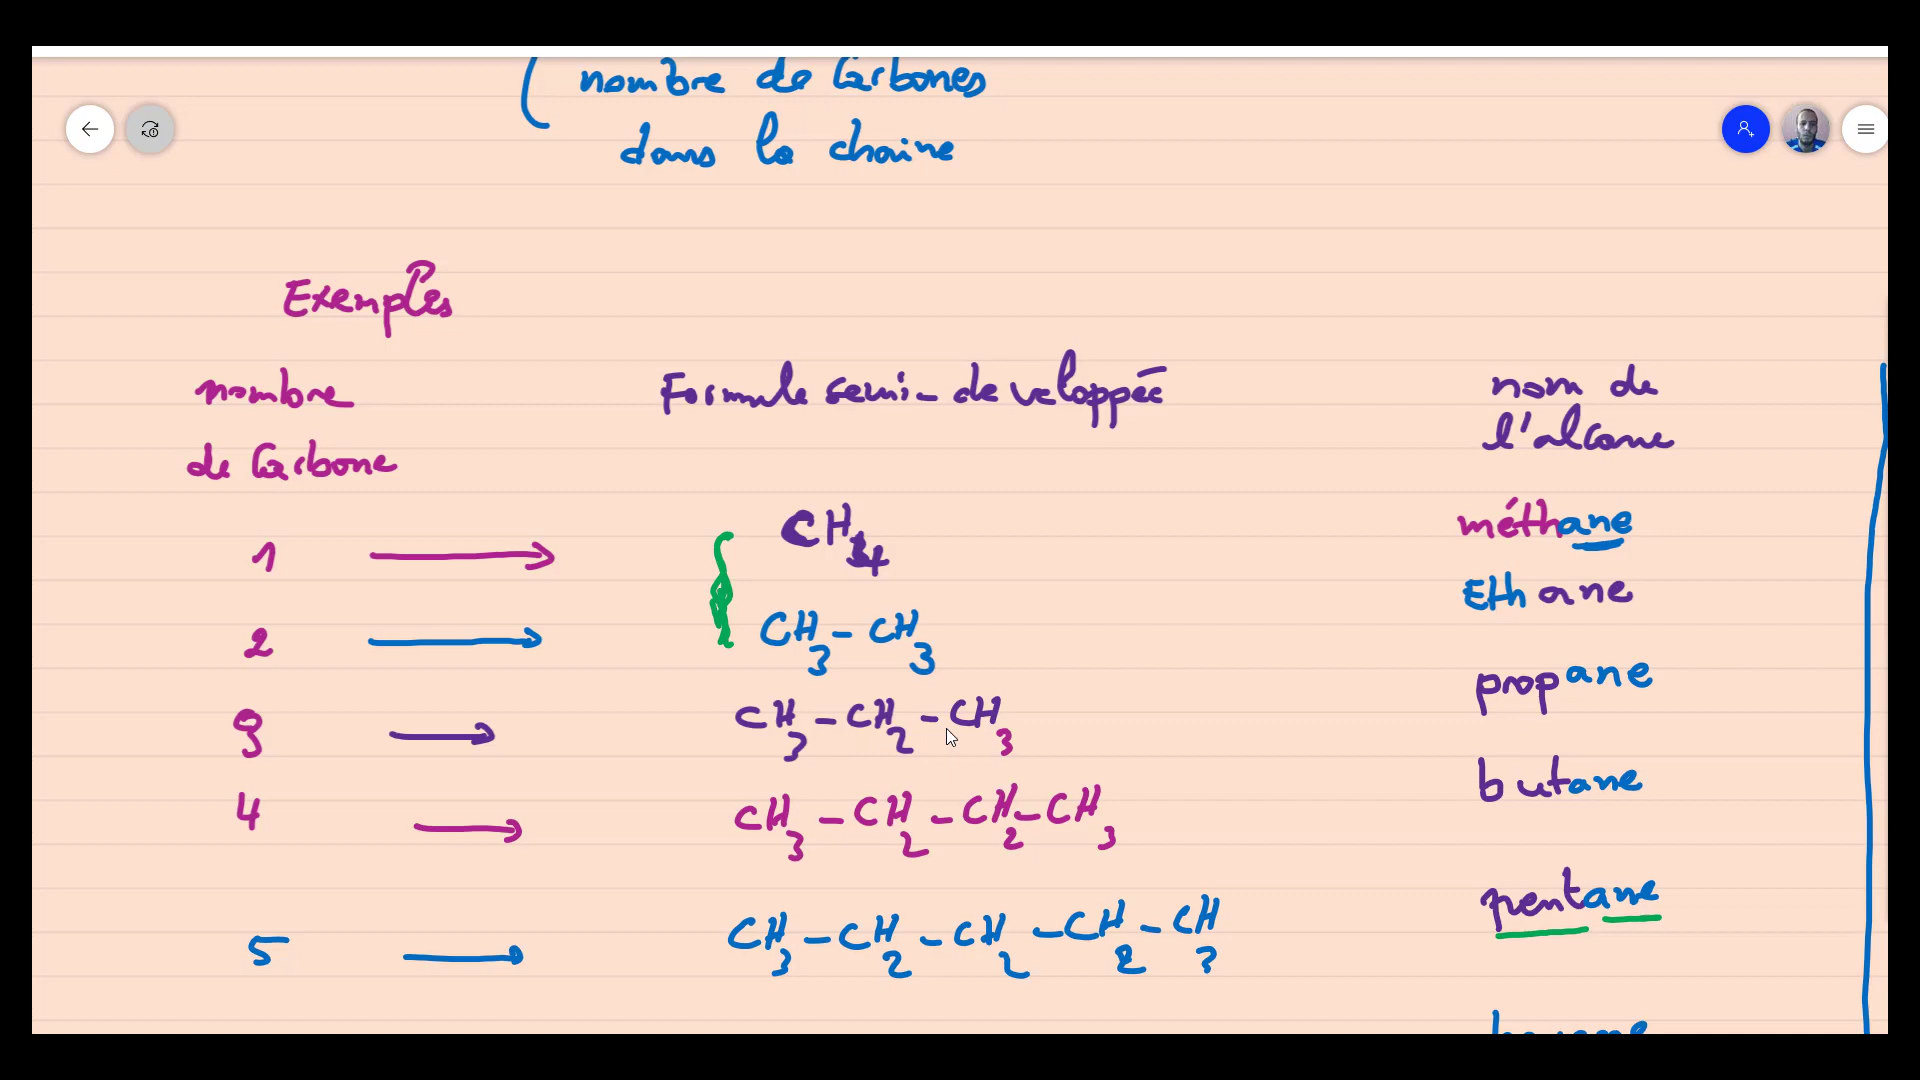 ( nombre de Carbones
dans la chaine
Exemples
nombre
de Carbone
Formule semi-developpée
nom de
l'alcane
1 → CH4 méthane
2 → CH3-CH3 Ethane
3 → CH3-CH2-CH3 propane
4 → CH3-CH2-CH2-CH3 butane
5 → CH3-CH2-CH2-CH2-CH3 pentane